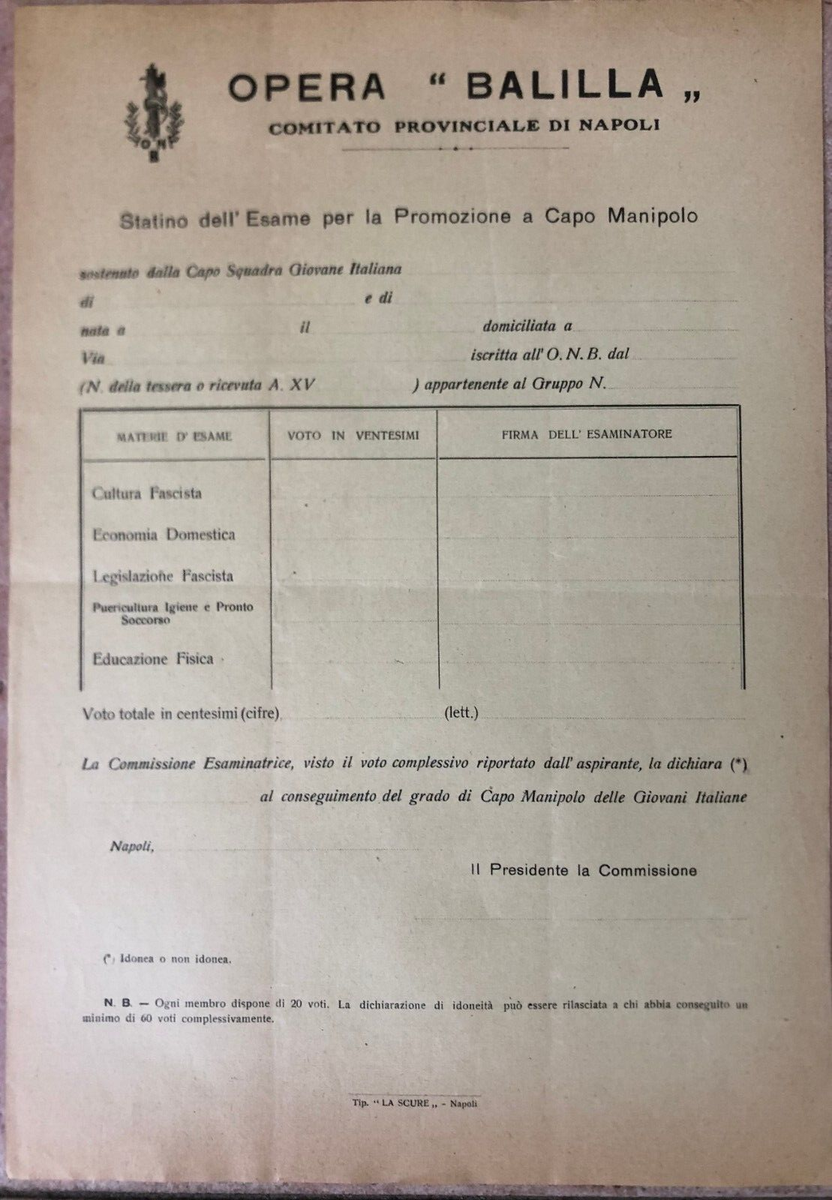 OPERA “ BALILLA „
COMITATO PROVINCIALE DI NAPOLI
O N
B
Statino dell' Esame per la Promozione a Capo Manipolo
sostenuto dalla Capo Squadra Giovane Italiana
di e di
nata a il domiciliata a
Via iscritta all' O. N. B. dal
(N. della tessera o ricevuta A. XV ) appartenente al Gruppo N.
MATERIE D' ESAME VOTO IN VENTESIMI FIRMA DELL' ESAMINATORE
Cultura Fascista
Economia Domestica
Legislazione Fascista
Puericultura Igiene e Pronto
Soccorso
Educazione Fisica
Voto totale in centesimi (cifre) (lett.)
La Commissione Esaminatrice, visto il voto complessivo riportato dall' aspirante, la dichiara (*)
al conseguimento del grado di Capo Manipolo delle Giovani Italiane
Napoli,
Il Presidente la Commissione
(*) Idonea o non idonea.
N. B. — Ogni membro dispone di 20 voti. La dichiarazione di idoneità può essere rilasciata a chi abbia conseguito un
minimo di 60 voti complessivamente.
Tip. “ LA SCURE „ - Napoli